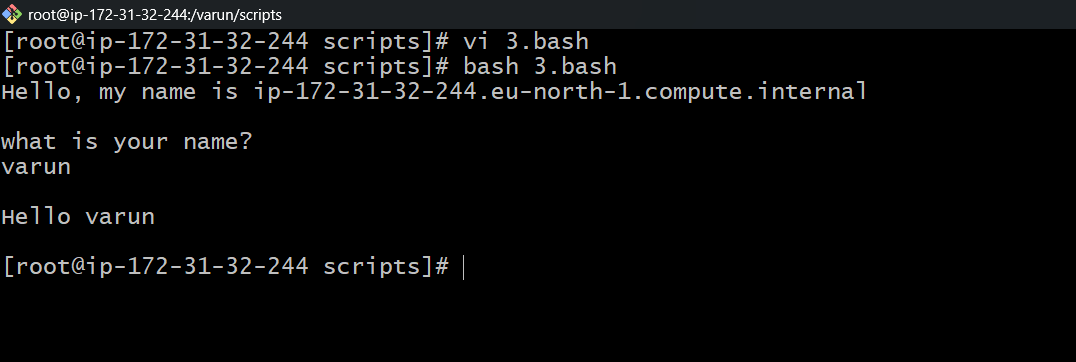 root@ip-172-31-32-244:/varun/scripts
[root@ip-172-31-32-244 scripts]# vi 3.bash
[root@ip-172-31-32-244 scripts]# bash 3.bash
Hello, my name is ip-172-31-32-244.eu-north-1.compute.internal
what is your name?
varun
Hello varun
[root@ip-172-31-32-244 scripts]#